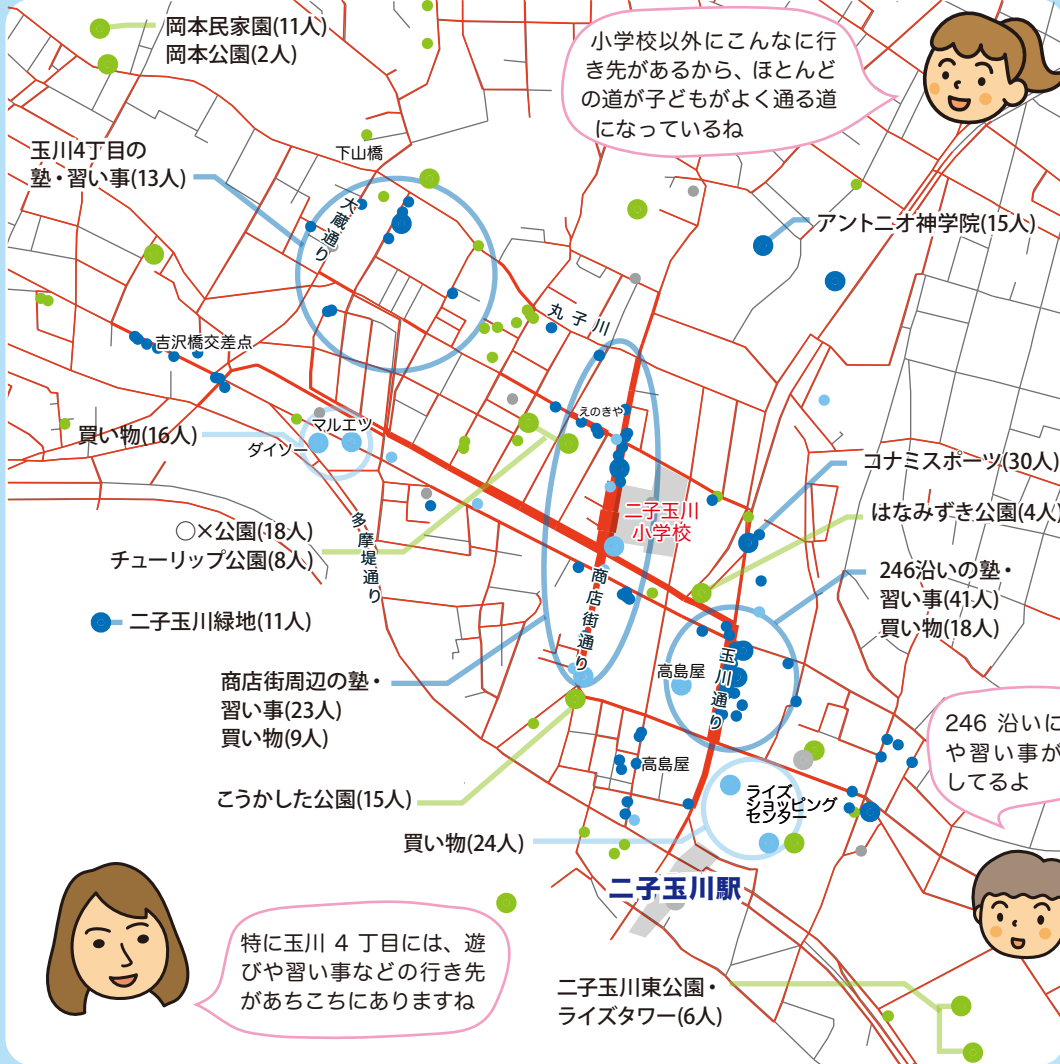 岡本民家園(11人)
岡本公園(2人)
小学校以外にこんなに行
き先があるから、ほとんど
の道が子どもがよく通る道
になっているね
玉川4丁目の
塾・習い事(13人)
下山橋
大蔵通り
アントニオ神学院(15人)
丸子川
吉沢橋交差点
えのきや
マルエツ
買い物(16人)
ダイソー
コナミスポーツ(30人)
二子玉川
小学校
はなみずき公園(4人)
○×公園(18人)
チューリップ公園(8人)
多摩堤通り
商店街通り
246沿いの塾・
習い事(41人)
買い物(18人)
二子玉川緑地(11人)
玉川通り
高島屋
商店街周辺の塾・
習い事(23人)
買い物(9人)
246 沿いに
や習い事が
してるよ
高島屋
こうかした公園(15人)
ライズ
ショッピング
センター
買い物(24人)
二子玉川駅
特に玉川 4 丁目には、遊
びや習い事などの行き先
があちこちにありますね
二子玉川東公園・
ライズタワー(6人)